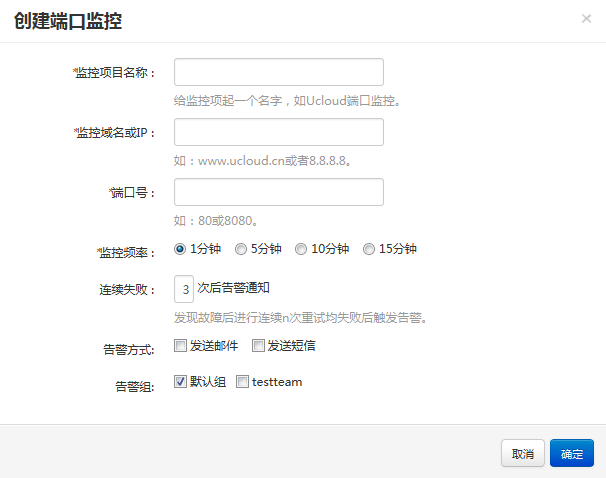 创建端口监控 ×
*监控项目名称：
给监控项起一个名字，如Ucloud端口监控。
*监控域名或IP：
如：www.ucloud.cn或者8.8.8.8。
*端口号：
如：80或8080。
*监控频率： 1分钟 5分钟 10分钟 15分钟
连续失败： 3 次后告警通知
发现故障后进行连续n次重试均失败后触发告警。
告警方式: 发送邮件 发送短信
告警组: 默认组 testteam
取消 确定